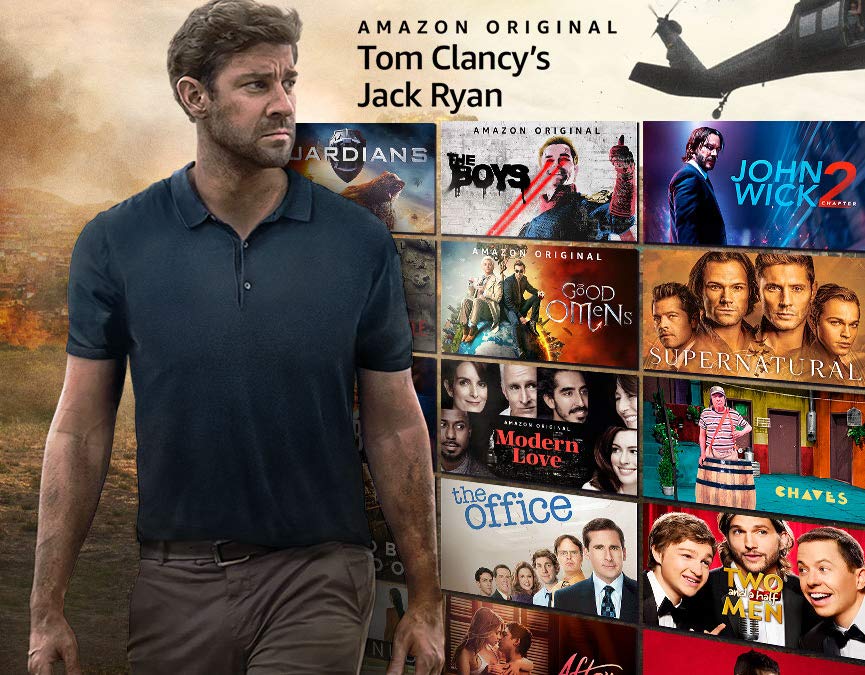 AMAZON ORIGINAL
Tom Clancy's
Jack Ryan
UARDIANS
AMAZON ORIGINAL
THE
BOYS
JOHN
WICK 2
CHAPTER
AMAZON ORIGINAL
GOOD
OMENS
SUPERNATURAL
AMAZON ORIGINAL
Modern
Love
CHAVES
the
office
TWO
and a half
MEN
After